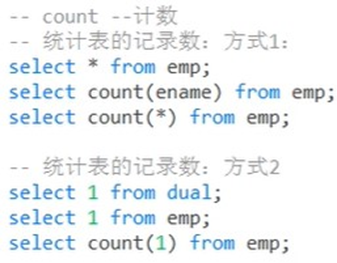 -- count --计数
-- 统计表的记录数：方式1：
select * from emp;
select count(ename) from emp;
select count(*) from emp;
-- 统计表的记录数：方式2
select 1 from dual;
select 1 from emp;
select count(1) from emp;